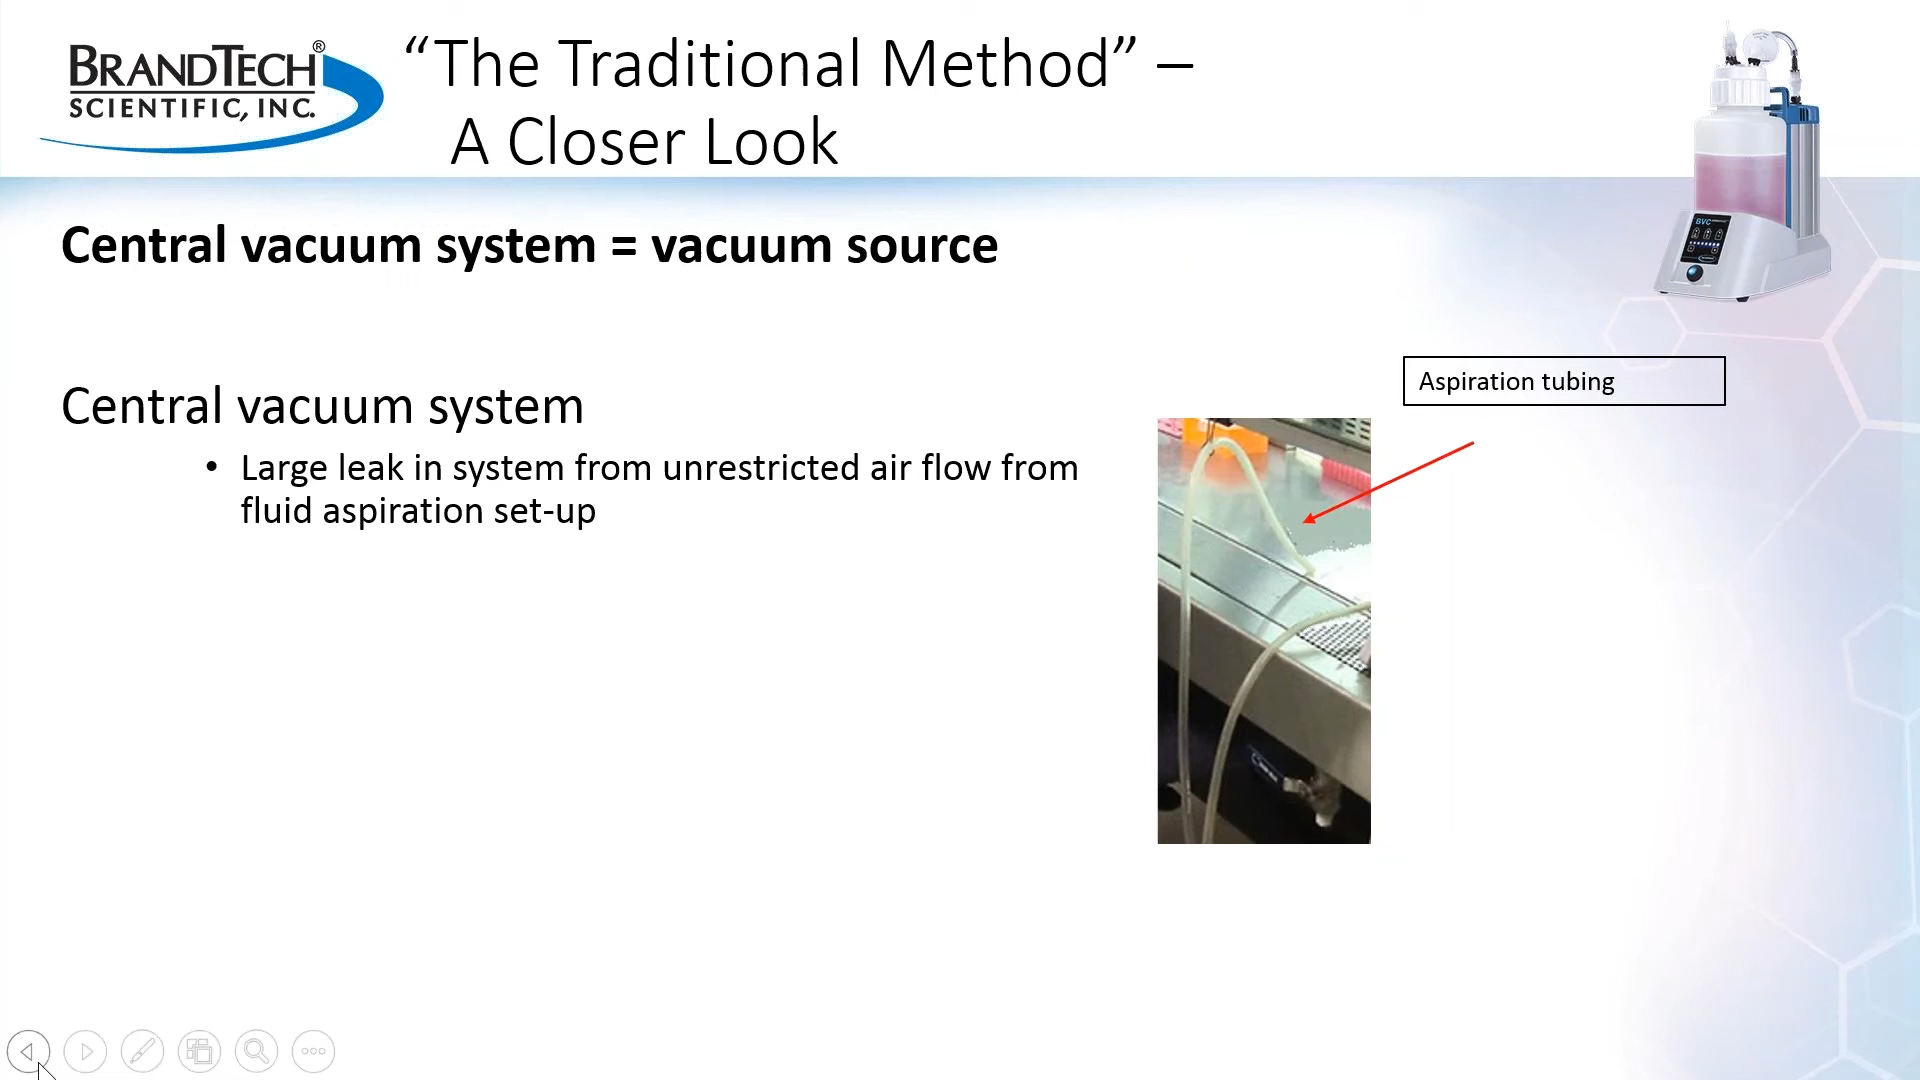 BRANDTECH®
SCIENTIFIC, INC.
“The Traditional Method” –
A Closer Look
BVC
Central vacuum system = vacuum source
Aspiration tubing
Central vacuum system
• Large leak in system from unrestricted air flow from
fluid aspiration set-up